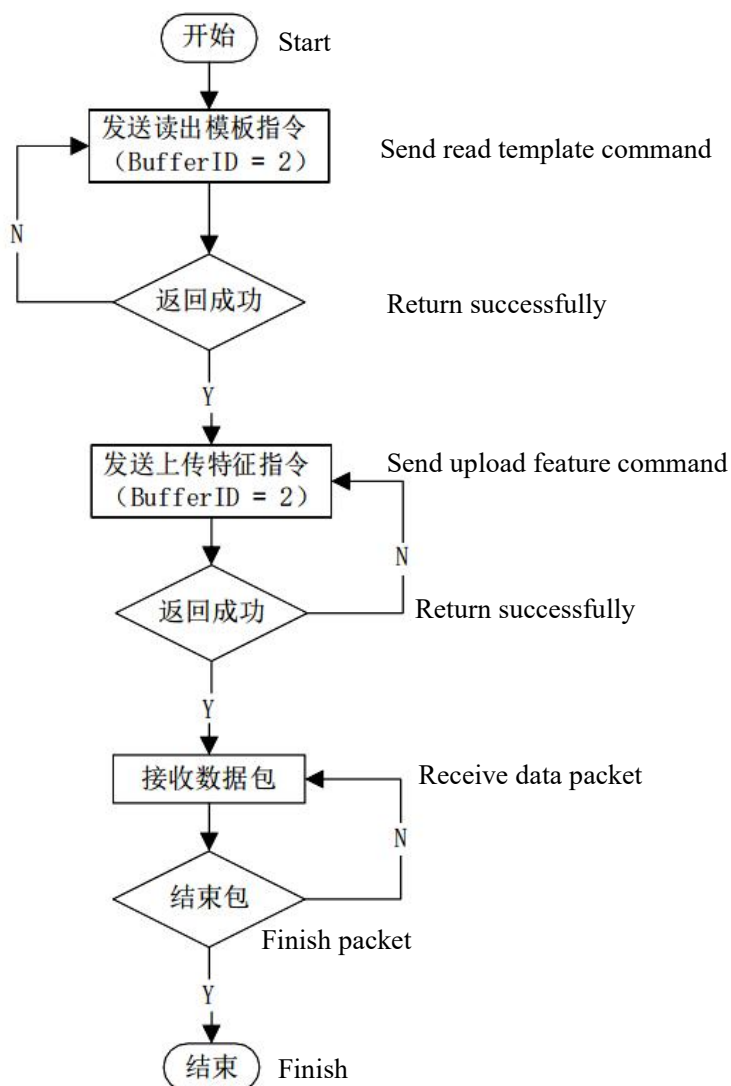 开始 Start
发送读出模板指令
（BufferID = 2） Send read template command
N
返回成功 Return successfully
Y
发送上传特征指令 Send upload feature command
（BufferID = 2）
N
返回成功 Return successfully
Y
接收数据包 Receive data packet
N
结束包
Finish packet
Y
结束 Finish